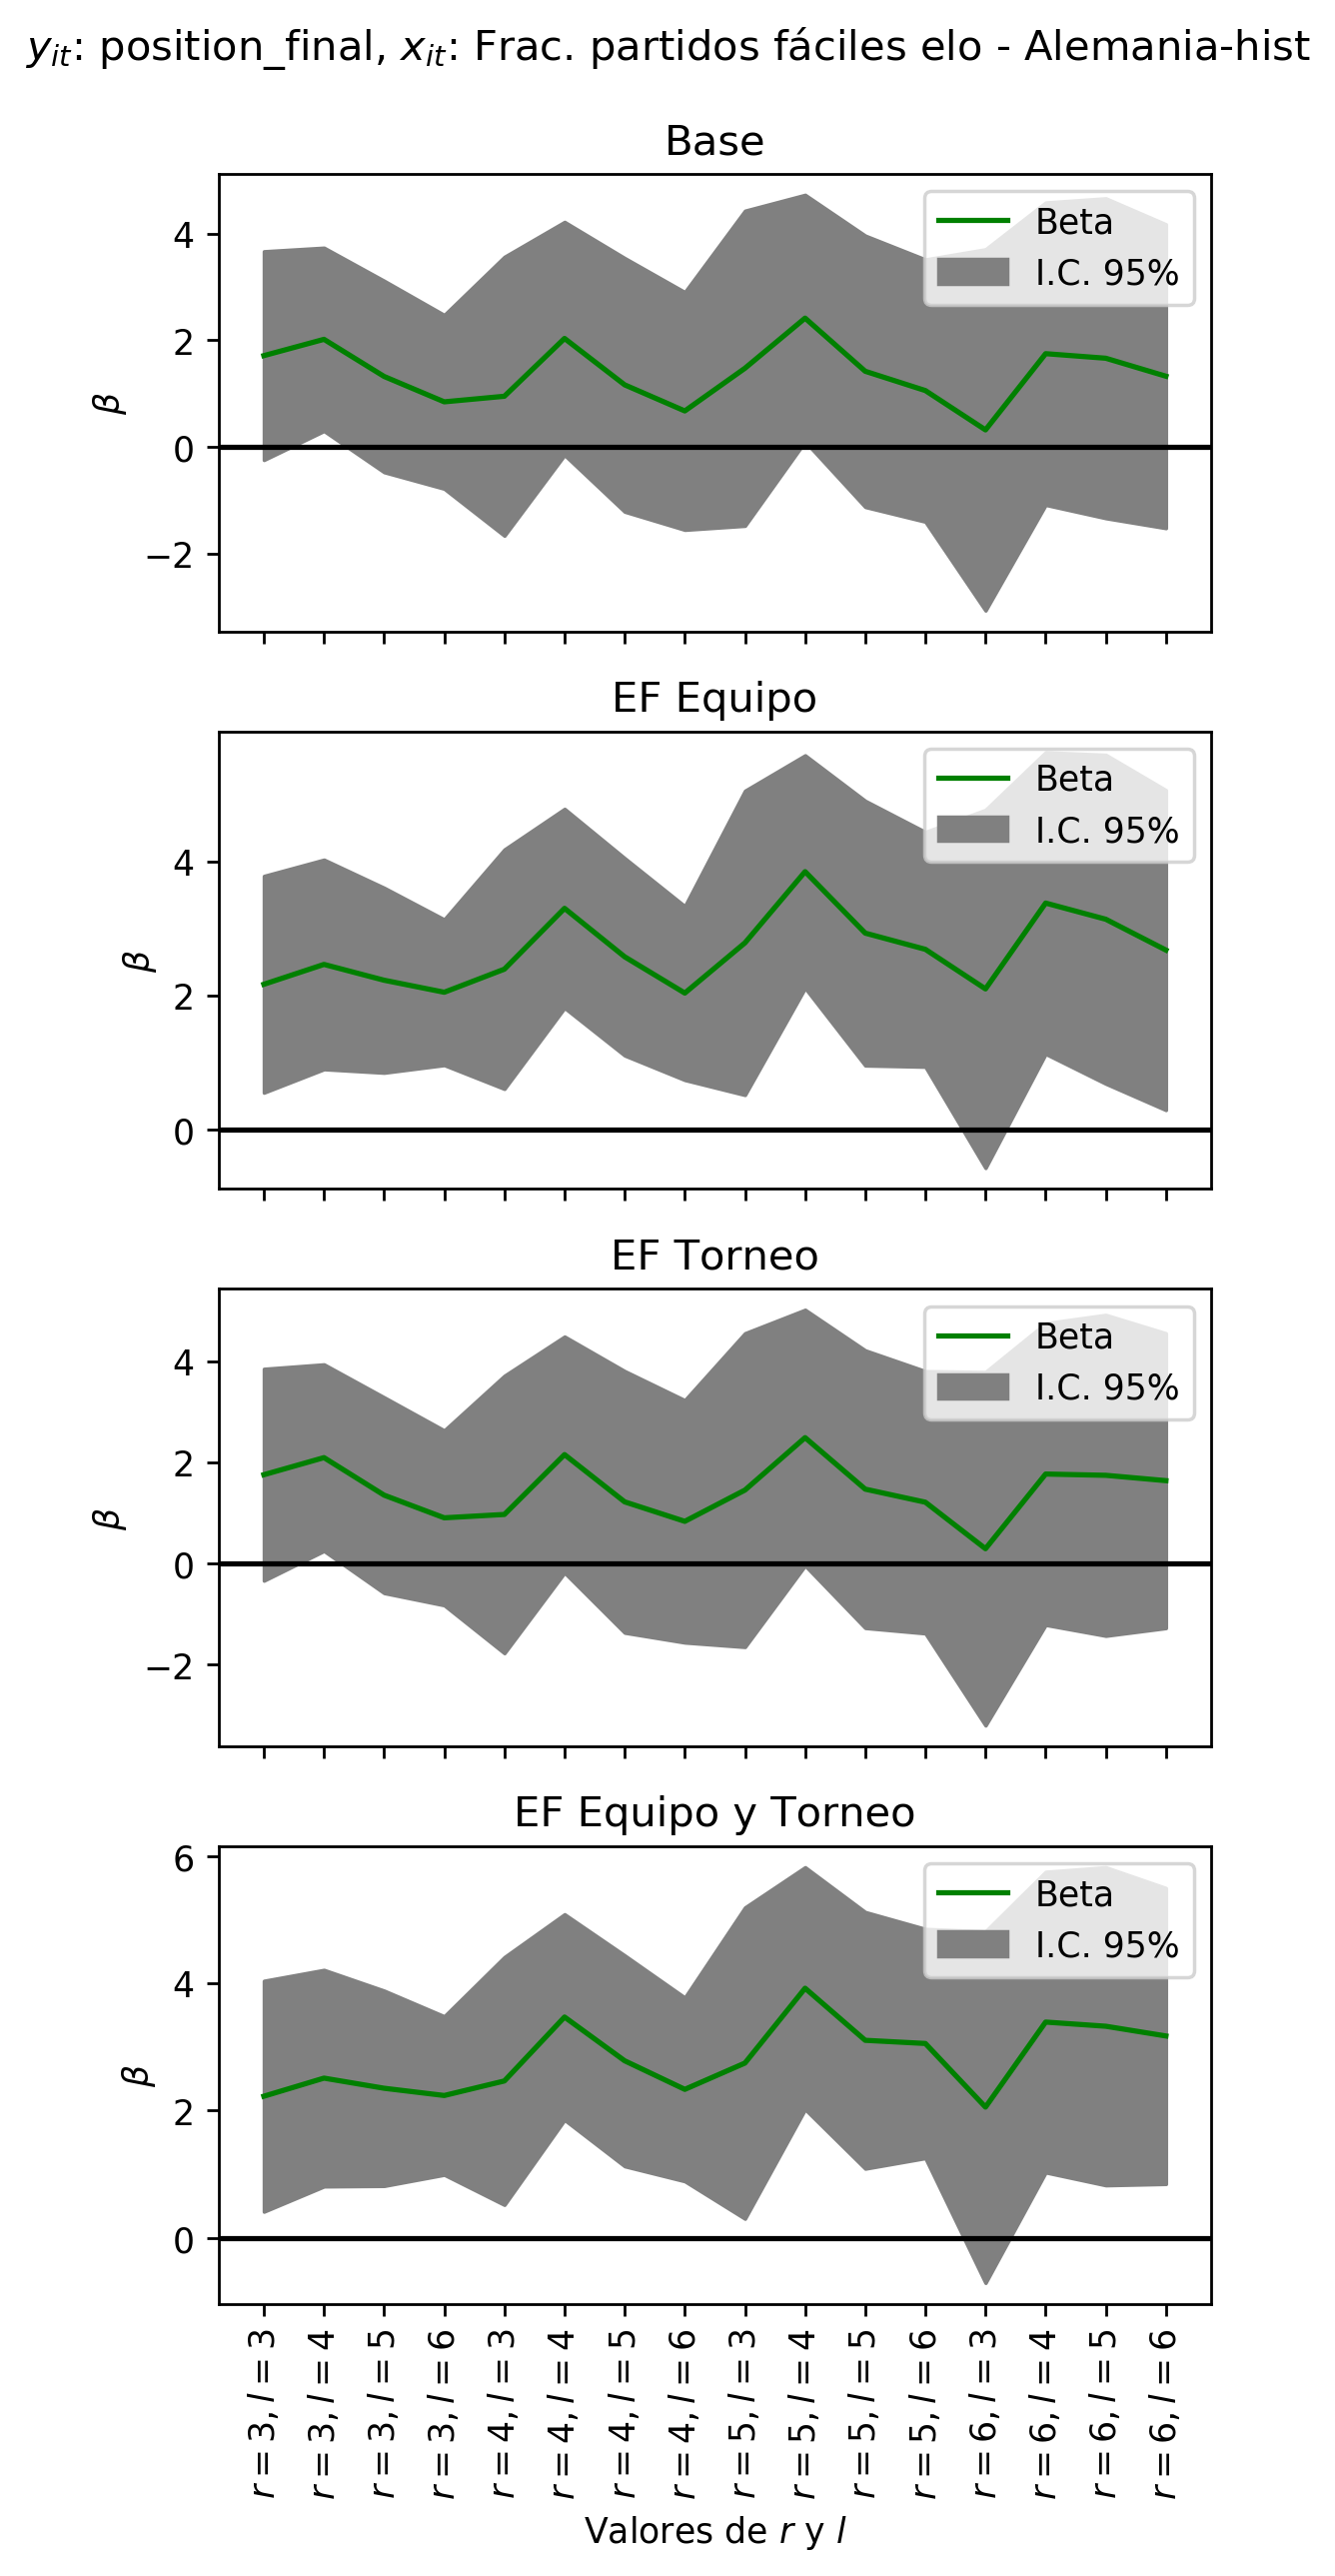 y_it: position_final, x_it: Frac. partidos fáciles elo - Alemania-hist
Base
Beta
I.C. 95%
4
2
0
−2
β
EF Equipo
Beta
I.C. 95%
4
2
0
β
EF Torneo
Beta
I.C. 95%
4
2
0
−2
β
EF Equipo y Torneo
Beta
I.C. 95%
6
4
2
0
β
r = 3, l = 3
r = 3, l = 4
r = 3, l = 5
r = 3, l = 6
r = 4, l = 3
r = 4, l = 4
r = 4, l = 5
r = 4, l = 6
r = 5, l = 3
r = 5, l = 4
r = 5, l = 5
r = 5, l = 6
r = 6, l = 3
r = 6, l = 4
r = 6, l = 5
r = 6, l = 6
Valores de r y l